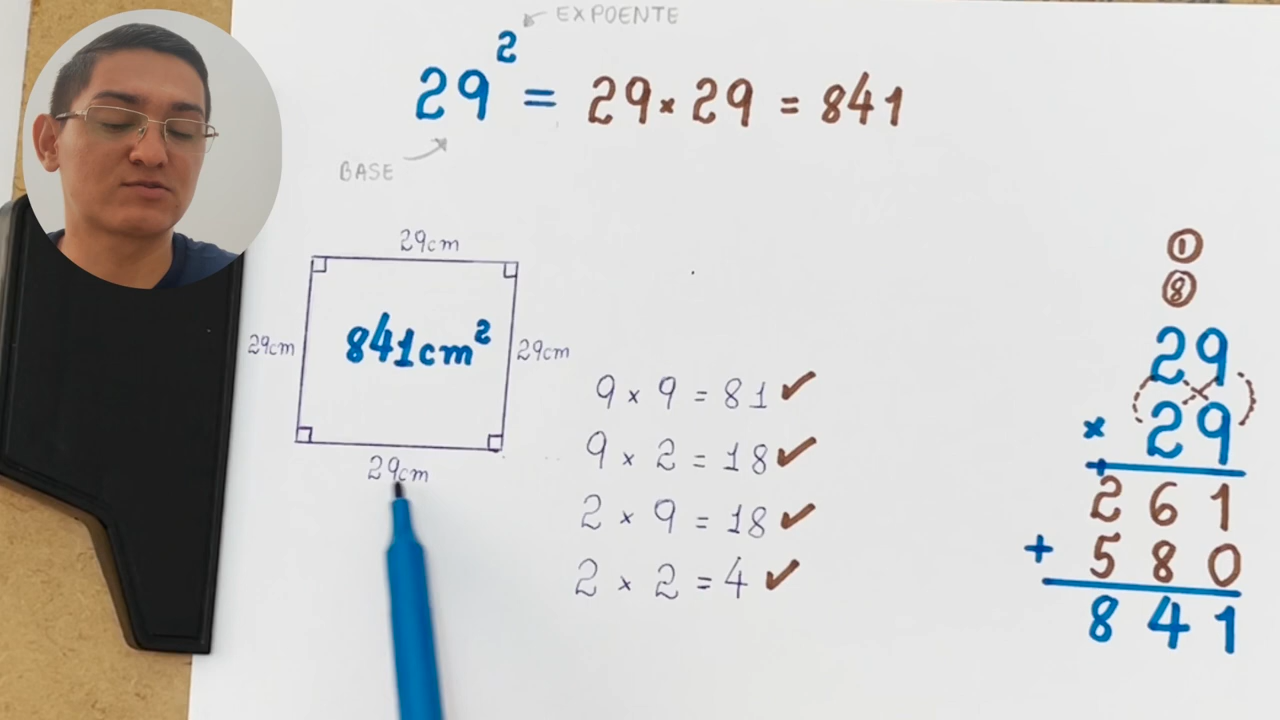 EXPOENTE
29² = 29 × 29 = 841
BASE
29cm
29cm
841cm²
29cm
29cm
9 × 9 = 81 ✓
9 × 2 = 18 ✓
2 × 9 = 18 ✓
2 × 2 = 4 ✓
1
8
29
× 29
261
+ 580
841